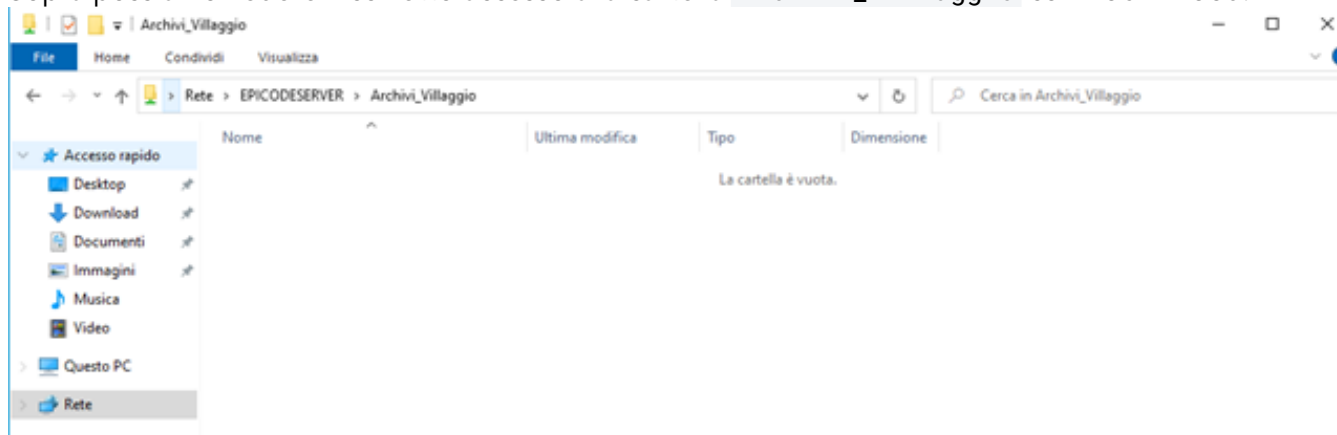 Archivi_Villaggio
File Home Condividi Visualizza
Rete > EPICODESERVER > Archivi_Villaggio
Cerca in Archivi_Villaggio
Nome Ultima modifica Tipo Dimensione
La cartella è vuota.
Accesso rapido
Desktop
Download
Documenti
Immagini
Musica
Video
Questo PC
Rete